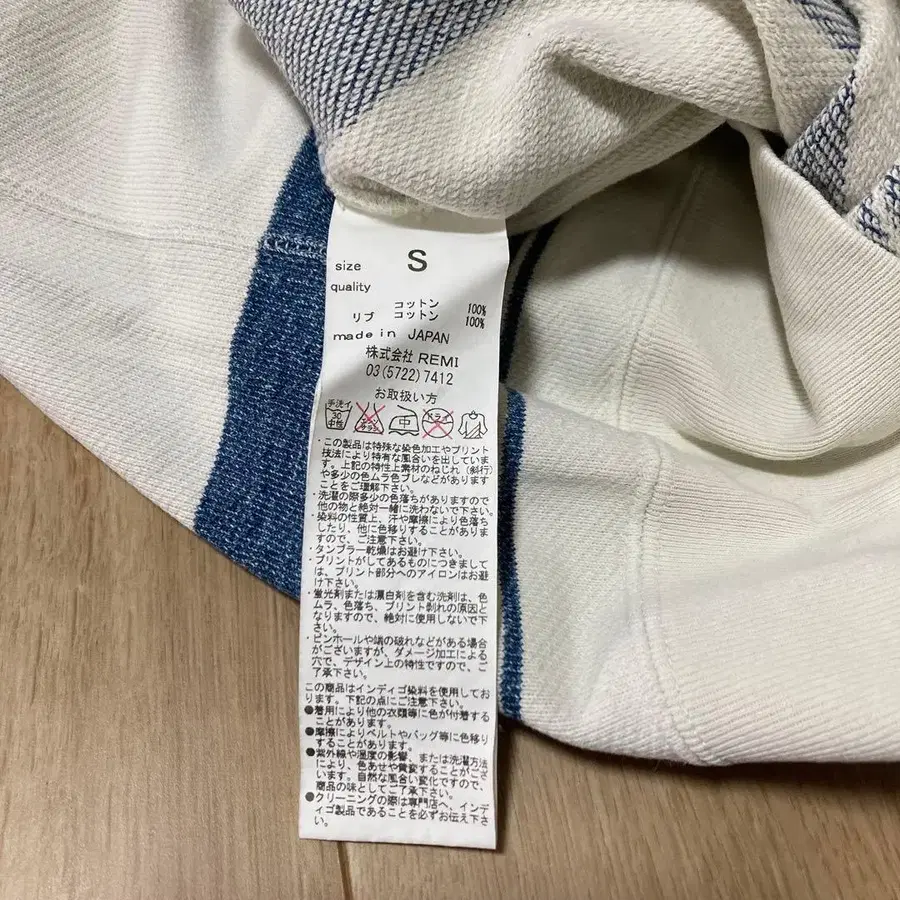 size S
quality
コットン 100%
リブ コットン 100%
made in JAPAN
株式会社 REMI
03(5722)7412
お取扱い方
手洗イ
30
中性
エンソサラシ
中
ドライ
・この製品は特殊な染色加工やプリント
技法により特有な風合いを出していま
す。上記の特性上素材のねじれ(斜行)
や多少の色ムラ色ブレなどがあります
ことをご理解下さい。
・洗濯の際多少の色落ちがありますので
他の物と絶対一緒に洗わないで下さい。
・染料の性質上、汗や摩擦により色落ち
したり、他に色移りすることがありま
すので、ご注意下さい。
・タンブラー乾燥はお避け下さい。
・プリントがしてあるものにつきまして
は、プリント部分へのアイロンはお避
け下さい。
・蛍光剤または漂白剤を含む洗剤は、色
ムラ、色落ち、プリント剥れの原因と
なりますので、絶対に使用しないで下
さい。
・ピンホールや端の破れなどがある場合
がございますが、ダメージ加工による
穴で、デザイン上の特性ですので、ご
了承下さい。
この商品はインディゴ染料を使用してお
ります。下記の点にご注意下さい。
●着用により他の衣類等に色が付着する
ことがあります。
●摩擦によりベルトやバッグ等に色移り
することがあります。
●紫外線や湿度の影響、または洗濯方法
により、色あせや黄変することがござ
います。自然な風合い変化ですので、
商品の味としてご了承下さい。
●クリーニングの際は専門店へ、インデ
ィゴ製品であることを必ずお伝え下さ
い。